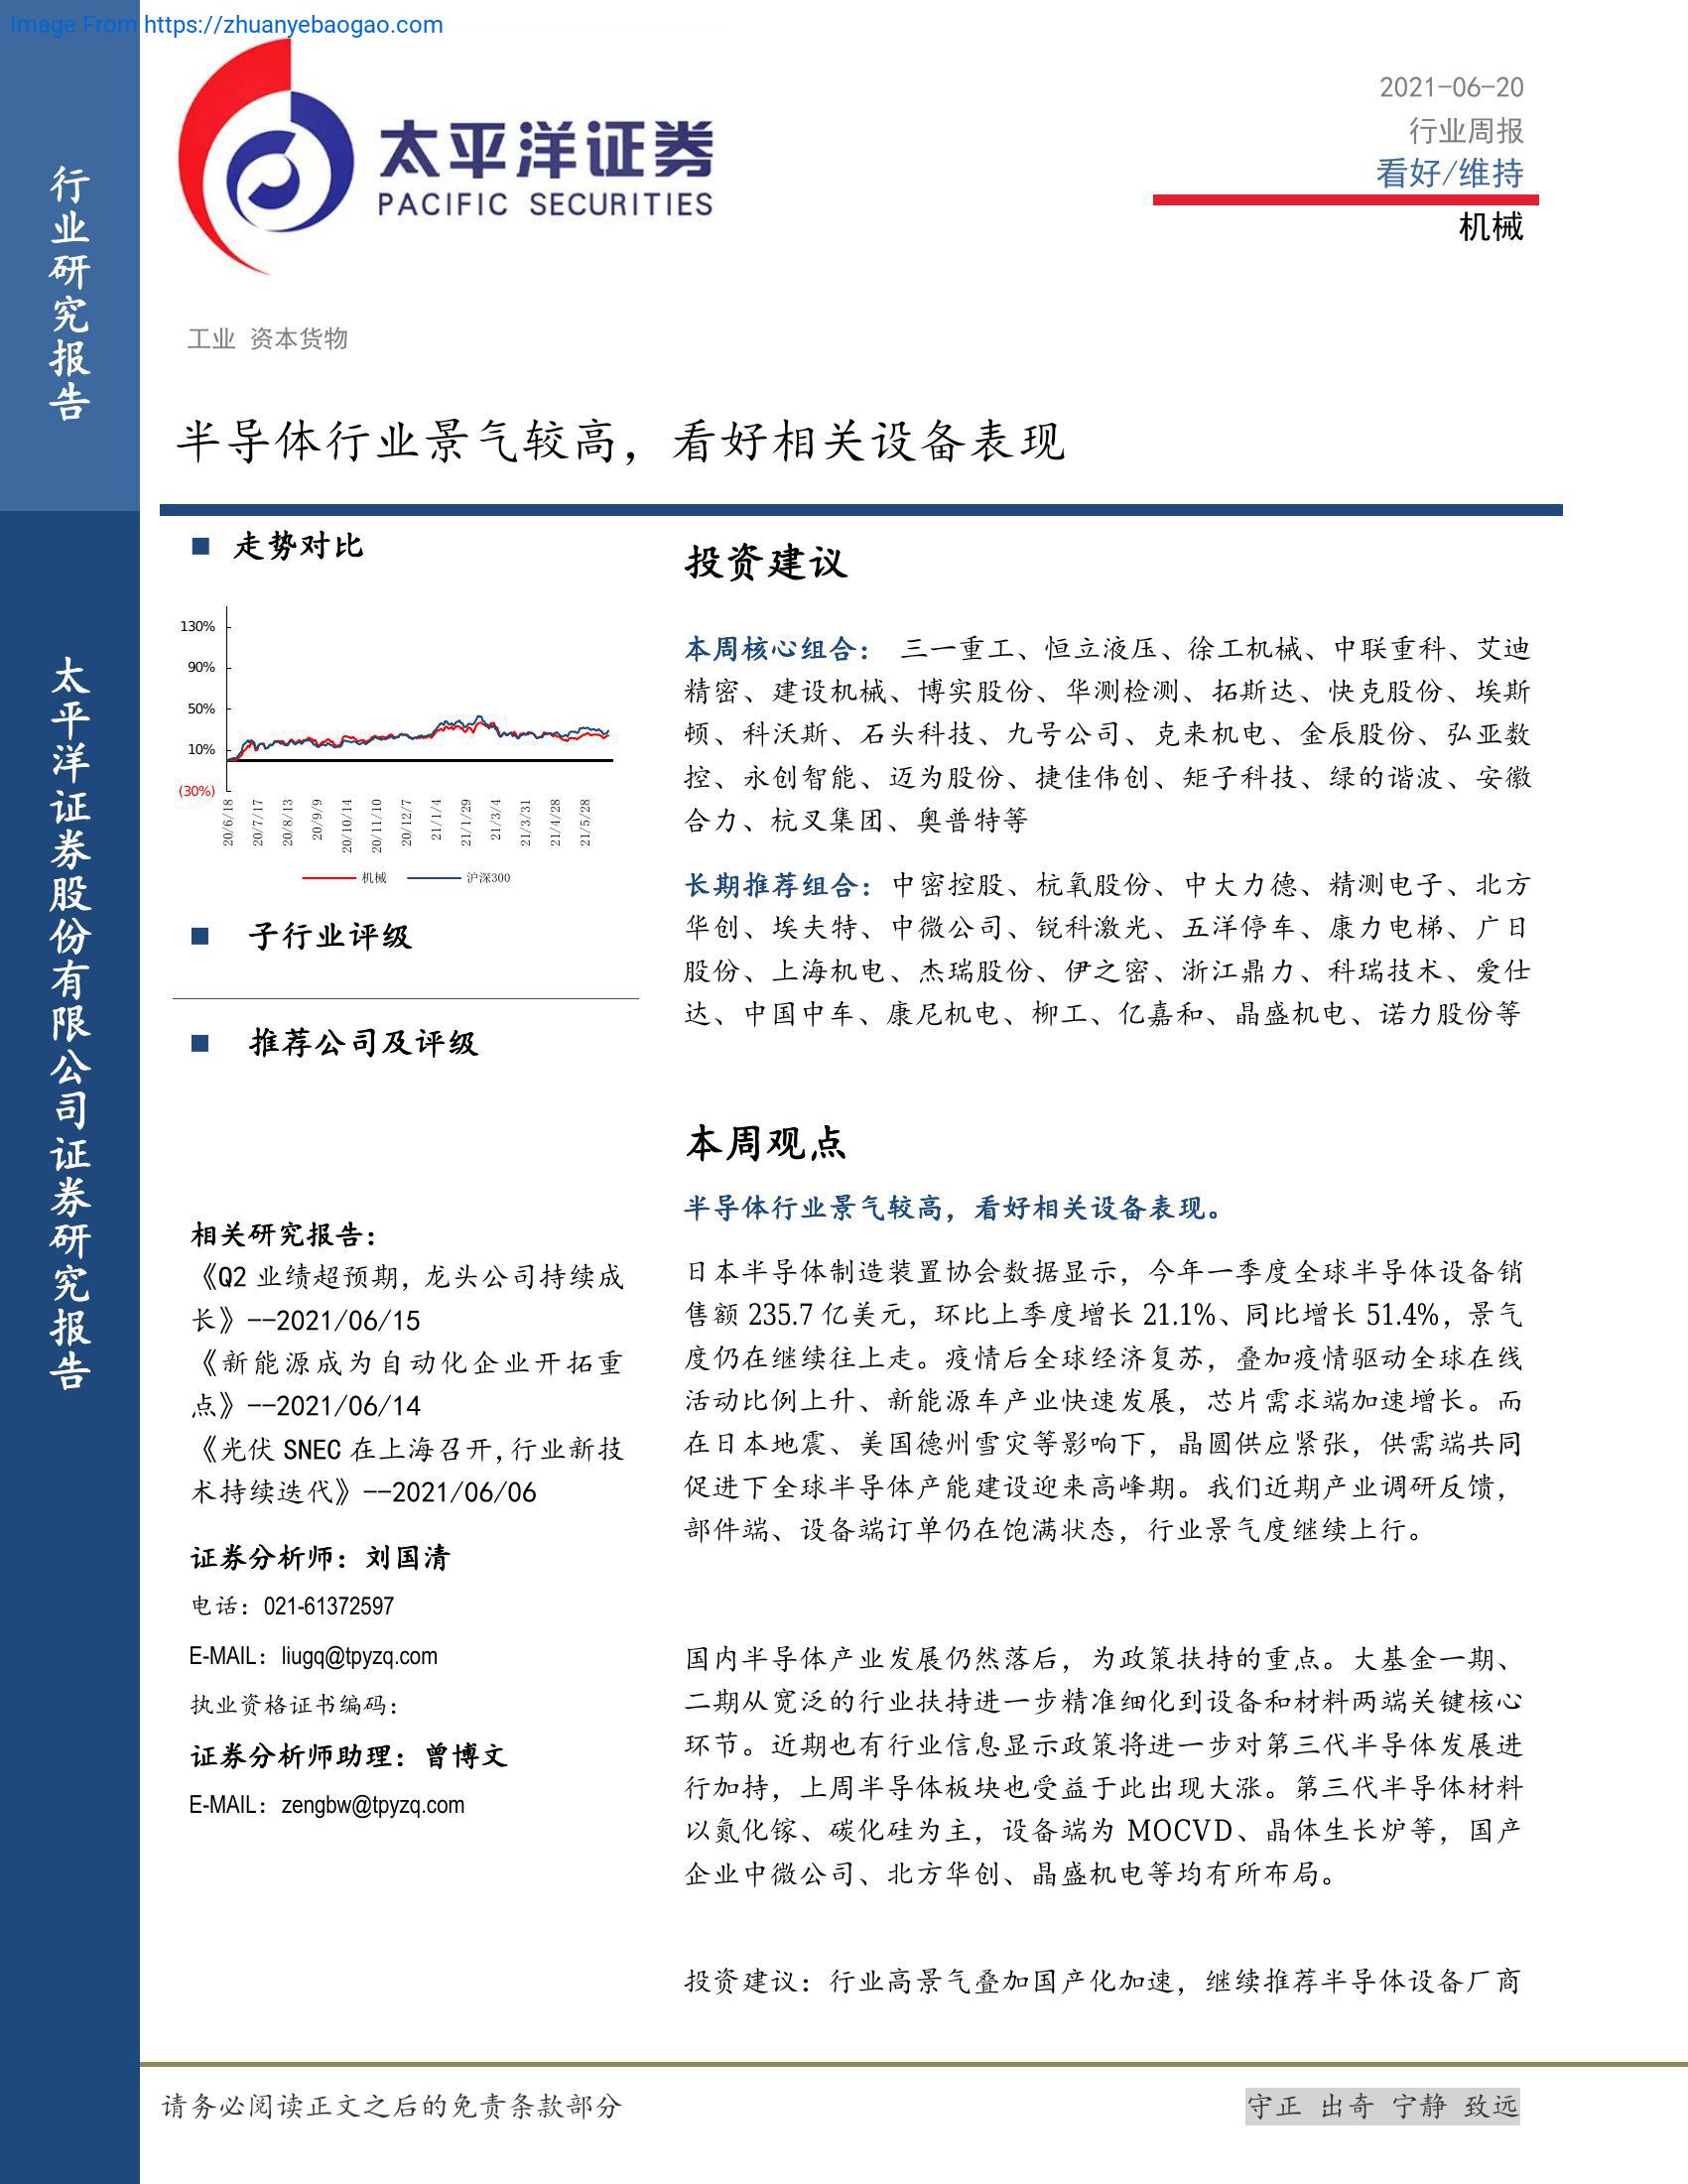 Image From https://zhuanyebaogao.com
行业研究报告
太平洋证券股份有限公司证券研究报告
太平洋证券
PACIFIC SECURITIES
2021-06-20
行业周报
看好/维持
机械
工业 资本货物
半导体行业景气较高，看好相关设备表现
走势对比
130%
90%
50%
10%
(30%)
20/6/18
20/7/17
20/8/13
20/9/9
20/10/14
20/11/10
20/12/7
21/1/4
21/1/29
21/3/4
21/3/31
21/4/28
21/5/28
机械 沪深300
子行业评级
推荐公司及评级
相关研究报告：
《Q2 业绩超预期，龙头公司持续成
长》--2021/06/15
《新能源成为自动化企业开拓重
点》--2021/06/14
《光伏 SNEC 在上海召开,行业新技
术持续迭代》--2021/06/06
证券分析师：刘国清
电话：021-61372597
E-MAIL：liugq@tpyzq.com
执业资格证书编码：
证券分析师助理：曾博文
E-MAIL：zengbw@tpyzq.com
投资建议
本周核心组合： 三一重工、恒立液压、徐工机械、中联重科、艾迪
精密、建设机械、博实股份、华测检测、拓斯达、快克股份、埃斯
顿、科沃斯、石头科技、九号公司、克来机电、金辰股份、弘亚数
控、永创智能、迈为股份、捷佳伟创、矩子科技、绿的谐波、安徽
合力、杭叉集团、奥普特等
长期推荐组合：中密控股、杭氧股份、中大力德、精测电子、北方
华创、埃夫特、中微公司、锐科激光、五洋停车、康力电梯、广日
股份、上海机电、杰瑞股份、伊之密、浙江鼎力、科瑞技术、爱仕
达、中国中车、康尼机电、柳工、亿嘉和、晶盛机电、诺力股份等
本周观点
半导体行业景气较高，看好相关设备表现。
日本半导体制造装置协会数据显示，今年一季度全球半导体设备销
售额 235.7 亿美元，环比上季度增长 21.1%、同比增长 51.4%，景气
度仍在继续往上走。疫情后全球经济复苏，叠加疫情驱动全球在线
活动比例上升、新能源车产业快速发展，芯片需求端加速增长。而
在日本地震、美国德州雪灾等影响下，晶圆供应紧张，供需端共同
促进下全球半导体产能建设迎来高峰期。我们近期产业调研反馈，
部件端、设备端订单仍在饱满状态，行业景气度继续上行。
国内半导体产业发展仍然落后，为政策扶持的重点。大基金一期、
二期从宽泛的行业扶持进一步精准细化到设备和材料两端关键核心
环节。近期也有行业信息显示政策将进一步对第三代半导体发展进
行加持，上周半导体板块也受益于此出现大涨。第三代半导体材料
以氮化镓、碳化硅为主，设备端为 MOCVD、晶体生长炉等，国产
企业中微公司、北方华创、晶盛机电等均有所布局。
投资建议：行业高景气叠加国产化加速，继续推荐半导体设备厂商
请务必阅读正文之后的免责条款部分
守正 出奇 宁静 致远